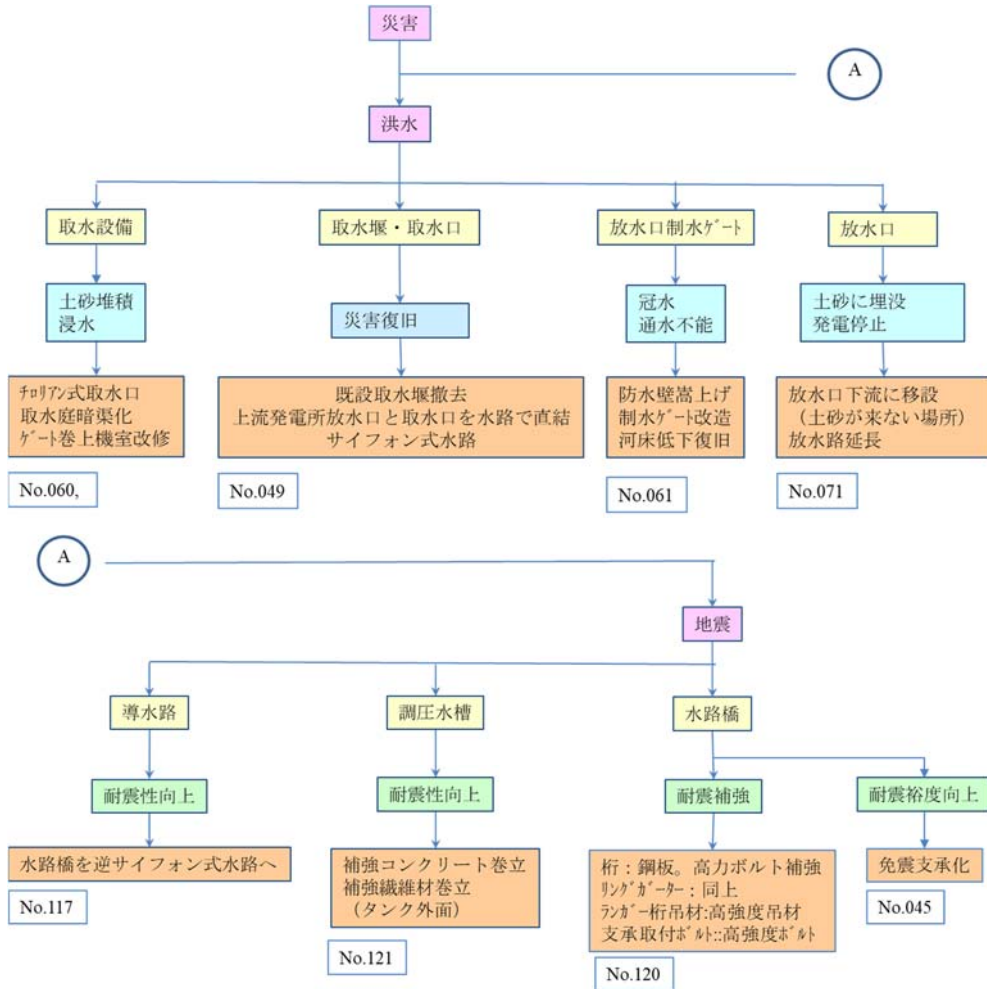 災害
A
洪水
取水設備
取水堰・取水口
放水口制水ｹﾞｰﾄ
放水口
土砂堆積
浸水
災害復旧
冠水
通水不能
土砂に埋没
発電停止
ﾁﾛﾘｱﾝ式取水口
取水庭暗渠化
ｹﾞｰﾄ巻上機室改修
既設取水堰撤去
上流発電所放水口と取水口を水路で直結
サイフォン式水路
防水壁嵩上げ
制水ｹﾞｰﾄ改造
河床低下復旧
放水口下流に移設
（土砂が来ない場所）
放水路延長
No.060,
No.049
No.061
No.071
A
地震
導水路
調圧水槽
水路橋
耐震性向上
耐震性向上
耐震補強
耐震裕度向上
水路橋を逆サイフォン式水路へ
補強コンクリート巻立
補強繊維材巻立
（タンク外面）
桁：鋼板。高力ボルト補強
ﾘﾝｸﾞｶﾞｰﾀｰ：同上
ﾗﾝｶﾞｰ桁吊材:高強度吊材
支承取付ﾎﾞﾙﾄ::高強度ﾎﾞﾙﾄ
免震支承化
No.117
No.121
No.120
No.045